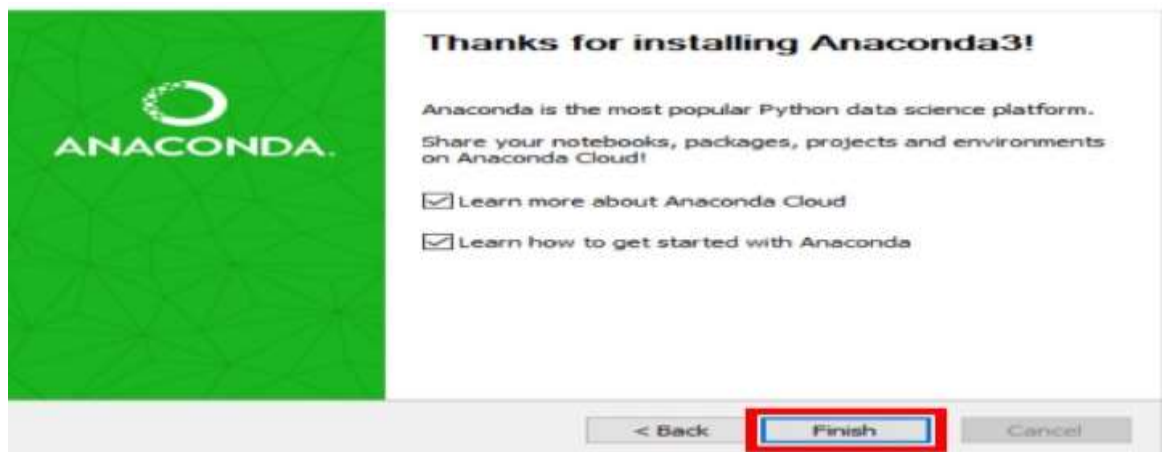 Thanks for installing Anaconda3!
ANACONDA.
Anaconda is the most popular Python data science platform.
Share your notebooks, packages, projects and environments
on Anaconda Cloud!
Learn more about Anaconda Cloud
Learn how to get started with Anaconda
< Back
Finish
Cancel